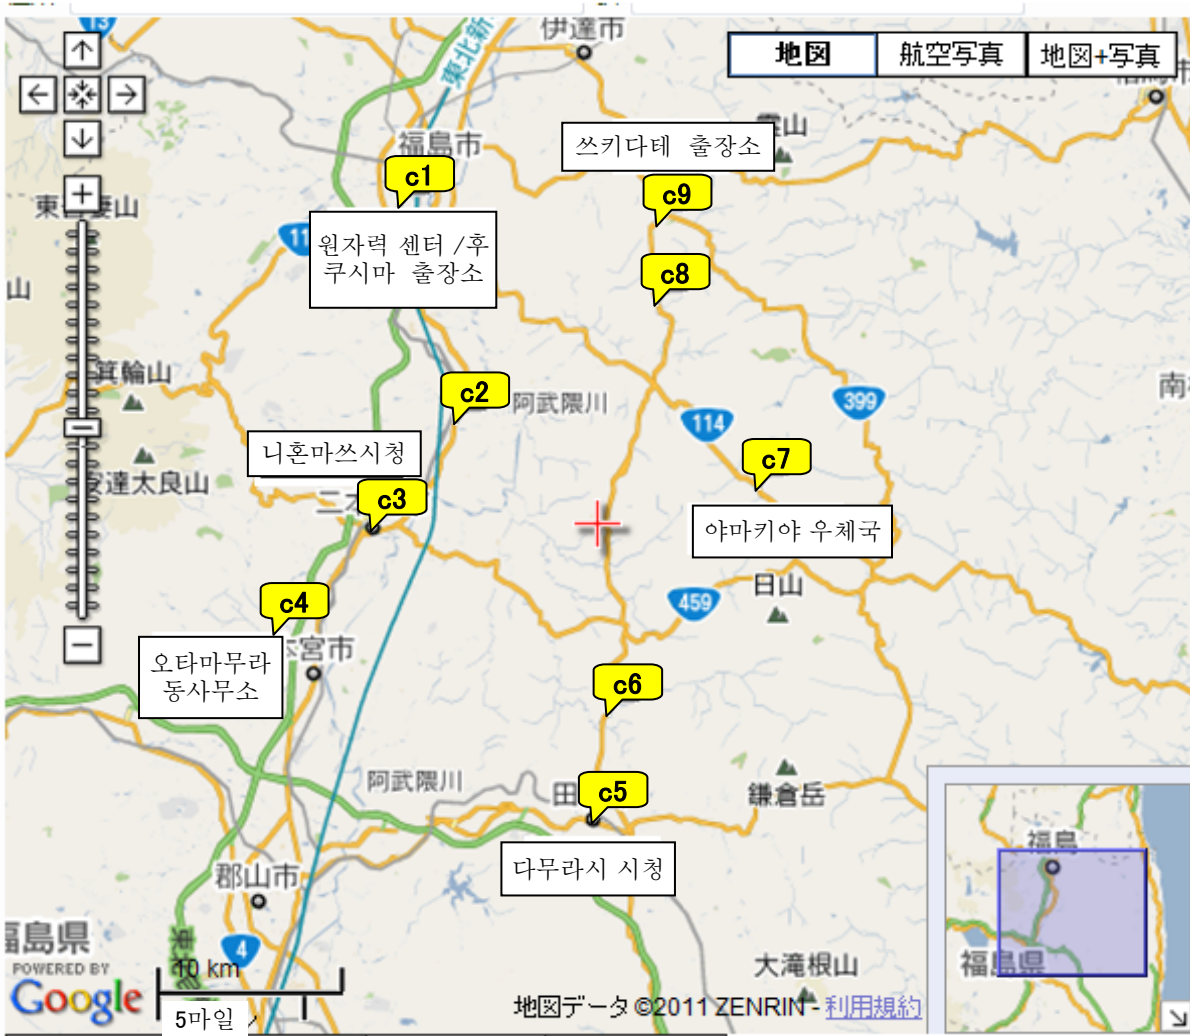 13
東北新
伊達市
地図
航空写真
地図+写真
福島市
쓰키다테 출장소
霊山
c1
c9
東吾妻山
원자력 센터 /후
쿠시마 출장소
c8
山
箕輪山
c2
阿武隈川
399
南
114
니혼마쓰시청
c7
安達太良山
c3
야마키야 우체국
459
日山
c4
오타마무라
동사무소
本宮市
c6
阿武隈川
田
c5
鎌倉岳
다무라시 시청
郡山市
福島
福島県
4
POWERED BY
Google
10 km
5마일
大滝根山
福島県
地図データ ©2011 ZENRIN - 利用規約